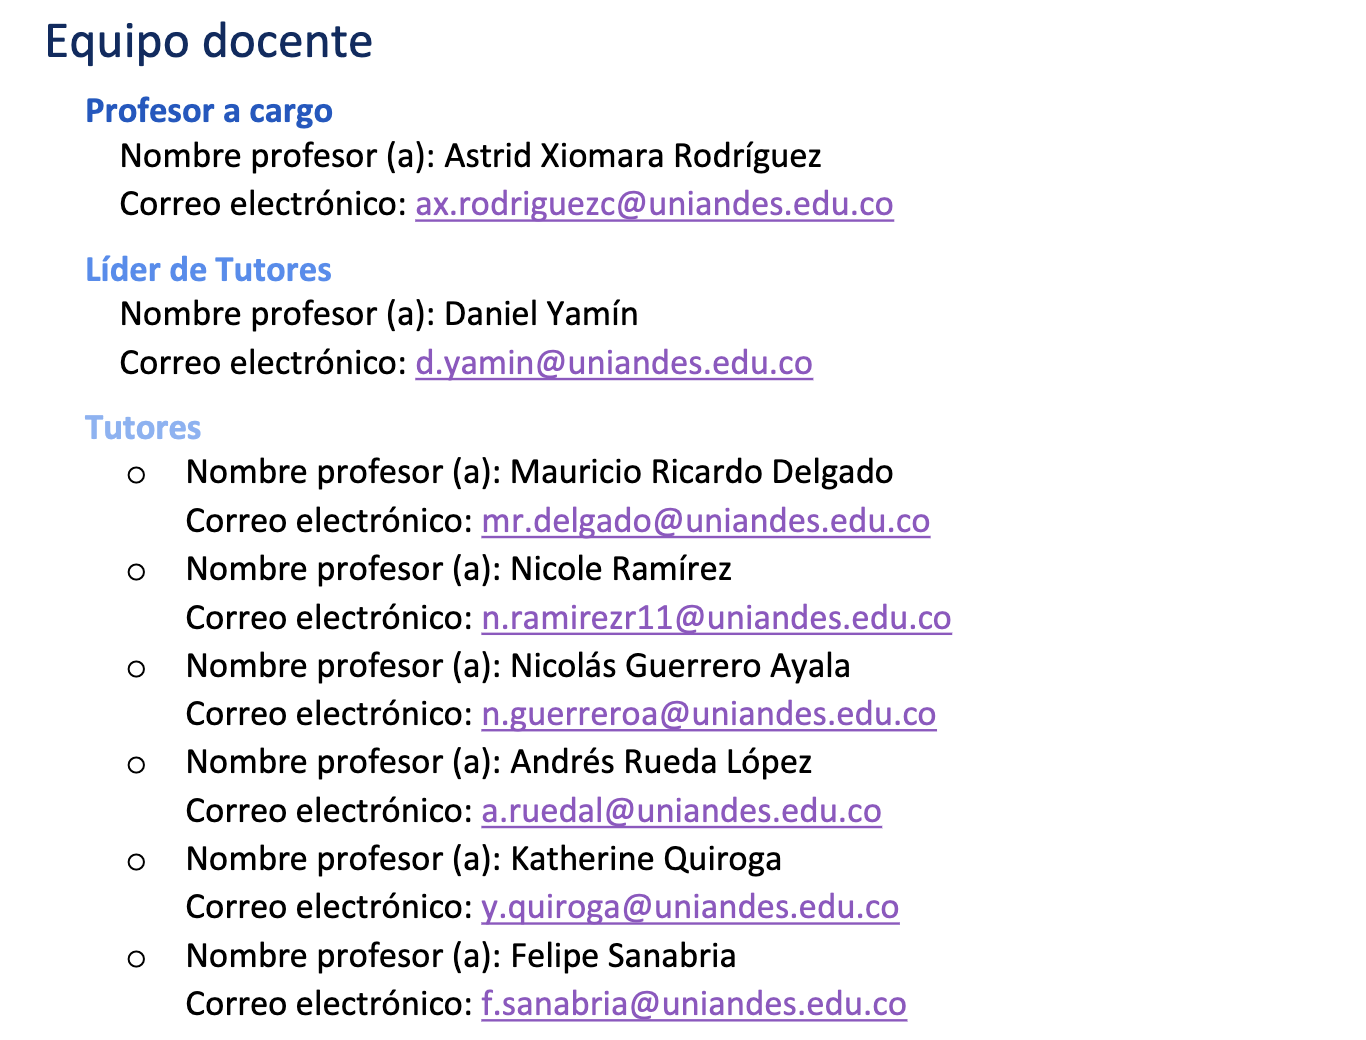 Equipo docente
Profesor a cargo
Nombre profesor (a): Astrid Xiomara Rodríguez
Correo electrónico: ax.rodriguezc@uniandes.edu.co
Líder de Tutores
Nombre profesor (a): Daniel Yamín
Correo electrónico: d.yamin@uniandes.edu.co
Tutores
o Nombre profesor (a): Mauricio Ricardo Delgado
Correo electrónico: mr.delgado@uniandes.edu.co
o Nombre profesor (a): Nicole Ramírez
Correo electrónico: n.ramirezr11@uniandes.edu.co
o Nombre profesor (a): Nicolás Guerrero Ayala
Correo electrónico: n.guerreroa@uniandes.edu.co
o Nombre profesor (a): Andrés Rueda López
Correo electrónico: a.ruedal@uniandes.edu.co
o Nombre profesor (a): Katherine Quiroga
Correo electrónico: y.quiroga@uniandes.edu.co
o Nombre profesor (a): Felipe Sanabria
Correo electrónico: f.sanabria@uniandes.edu.co